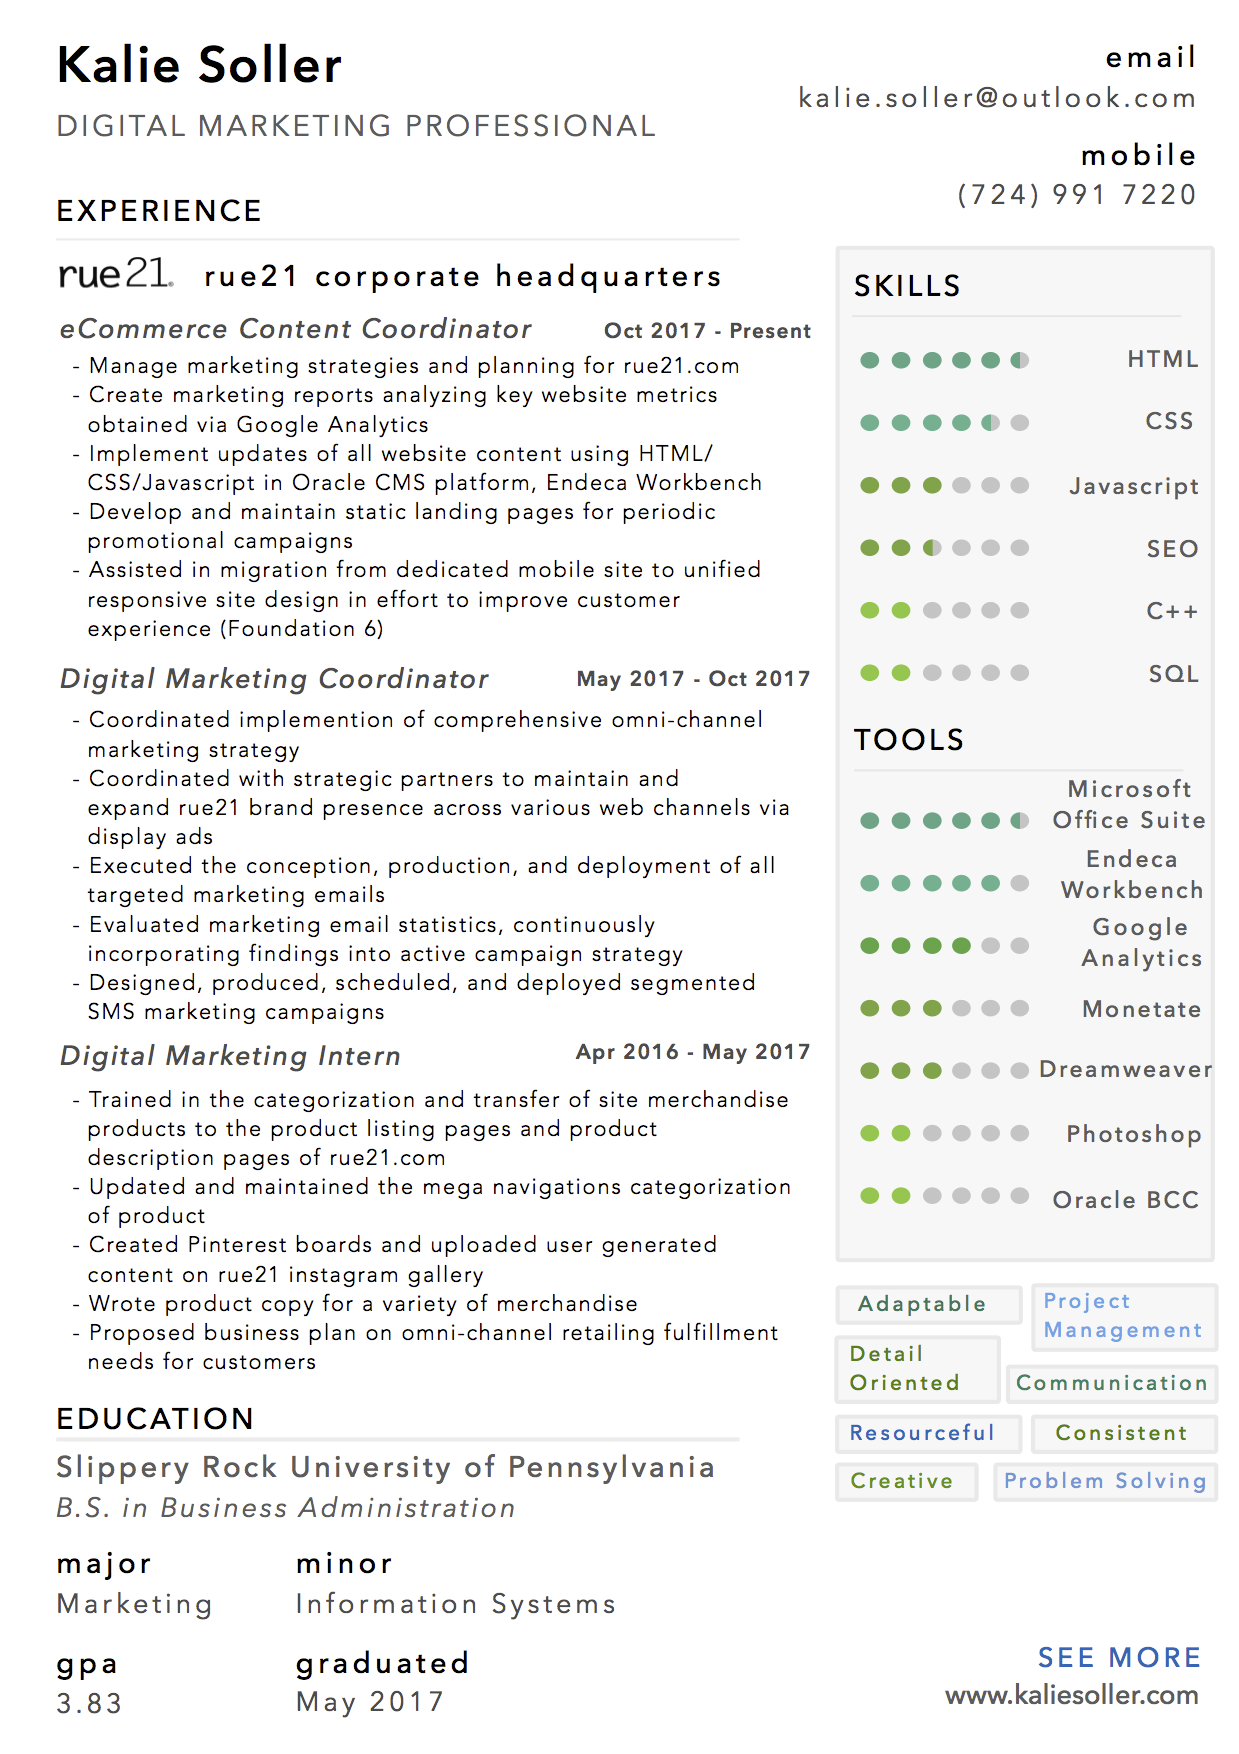 Kalie Soller
DIGITAL MARKETING PROFESSIONAL
email
kalie.soller@outlook.com
mobile
(724) 991 7220
EXPERIENCE
rue21® rue21 corporate headquarters
eCommerce Content Coordinator Oct 2017 - Present
- Manage marketing strategies and planning for rue21.com
- Create marketing reports analyzing key website metrics
obtained via Google Analytics
- Implement updates of all website content using HTML/
CSS/Javascript in Oracle CMS platform, Endeca Workbench
- Develop and maintain static landing pages for periodic
promotional campaigns
- Assisted in migration from dedicated mobile site to unified
responsive site design in effort to improve customer
experience (Foundation 6)
Digital Marketing Coordinator May 2017 - Oct 2017
- Coordinated implemention of comprehensive omni-channel
marketing strategy
- Coordinated with strategic partners to maintain and
expand rue21 brand presence across various web channels via
display ads
- Executed the conception, production, and deployment of all
targeted marketing emails
- Evaluated marketing email statistics, continuously
incorporating findings into active campaign strategy
- Designed, produced, scheduled, and deployed segmented
SMS marketing campaigns
Digital Marketing Intern Apr 2016 - May 2017
- Trained in the categorization and transfer of site merchandise
products to the product listing pages and product
description pages of rue21.com
- Updated and maintained the mega navigations categorization
of product
- Created Pinterest boards and uploaded user generated
content on rue21 instagram gallery
- Wrote product copy for a variety of merchandise
- Proposed business plan on omni-channel retailing fulfillment
needs for customers
EDUCATION
Slippery Rock University of Pennsylvania
B.S. in Business Administration
major minor
Marketing Information Systems
gpa graduated
3.83 May 2017
SKILLS
HTML
CSS
Javascript
SEO
C++
SQL
TOOLS
Microsoft
Office Suite
Endeca
Workbench
Google
Analytics
Monetate
Dreamweaver
Photoshop
Oracle BCC
Adaptable
Project
Management
Detail
Oriented
Communication
Resourceful
Consistent
Creative
Problem Solving
SEE MORE
www.kaliesoller.com